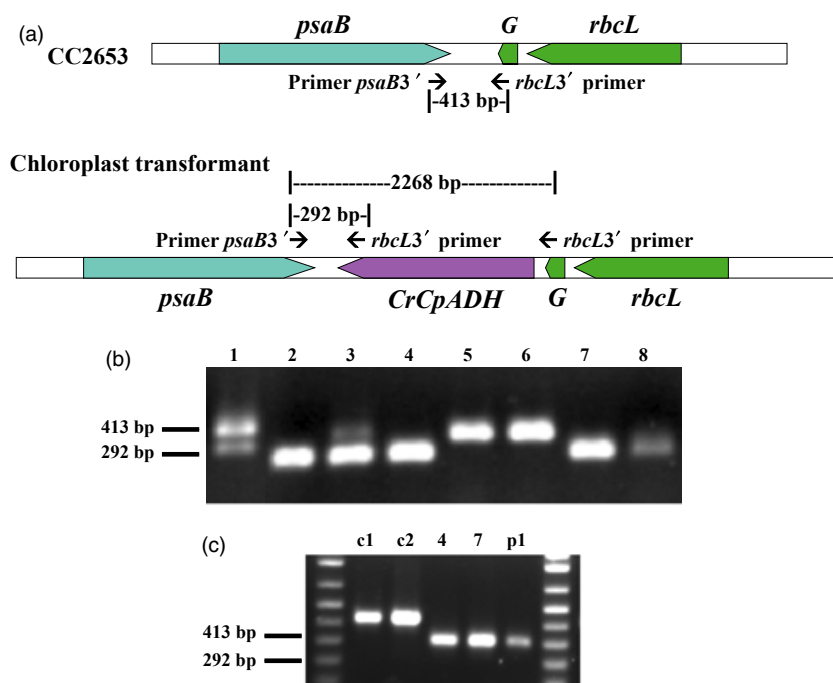 (a)
psaB G rbcL
CC2653
Primer psaB3 ′ rbcL3′ primer
|-413 bp-|
Chloroplast transformant
|--------------2268 bp--------------|
|-292 bp-|
Primer psaB3 ′ rbcL3′ primer rbcL3′ primer
psaB CrCpADH G rbcL
(b)
1 2 3 4 5 6 7 8
413 bp
292 bp
(c)
c1 c2 4 7 p1
413 bp
292 bp